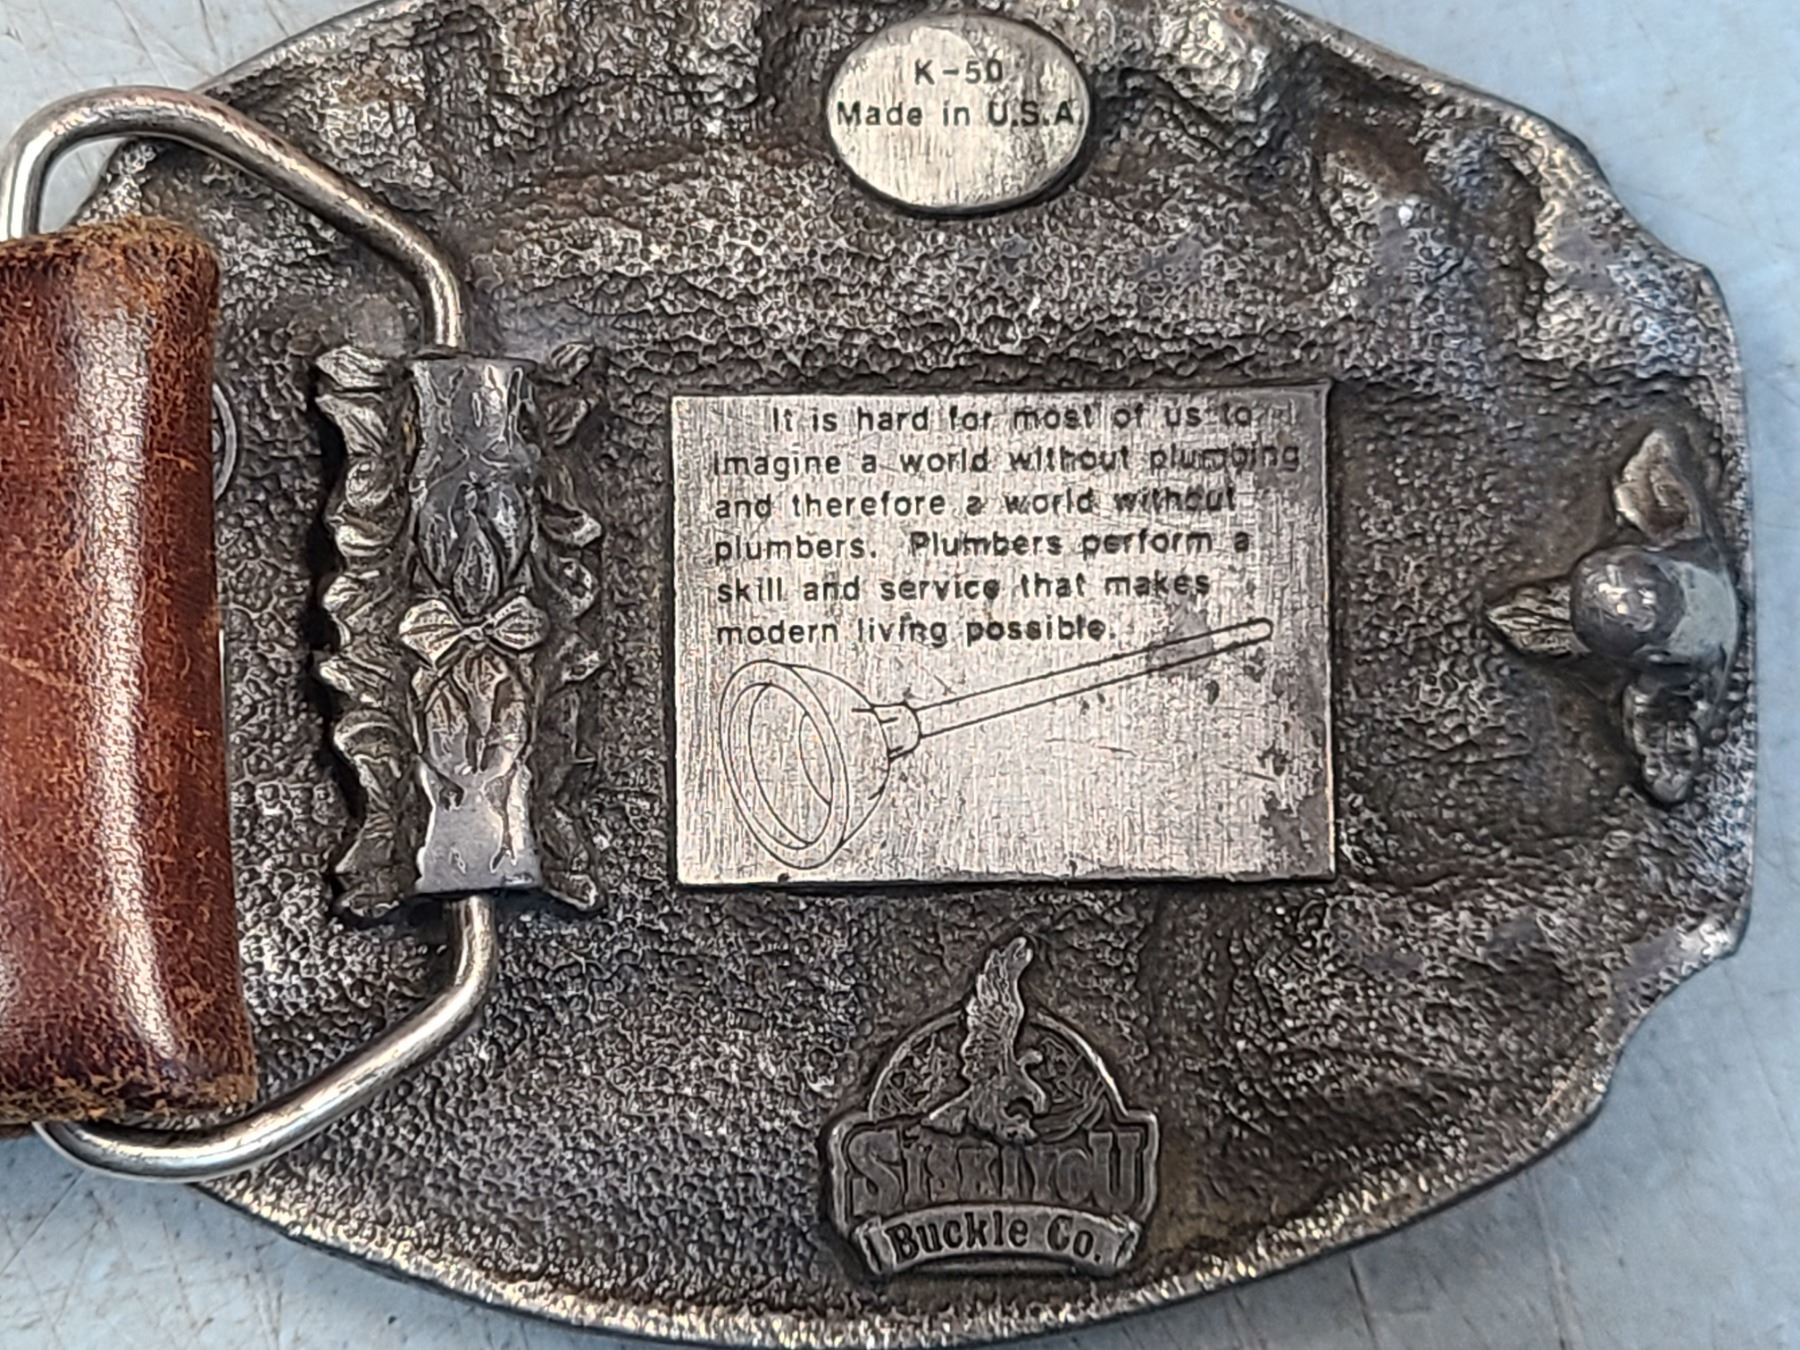 K-50
Made in U.S.A
It is hard for most of us to
imagine a world without plumbing
and therefore a world without
plumbers. Plumbers perform a
skill and service that makes
modern living possible.
SISKIYOU
Buckle Co.